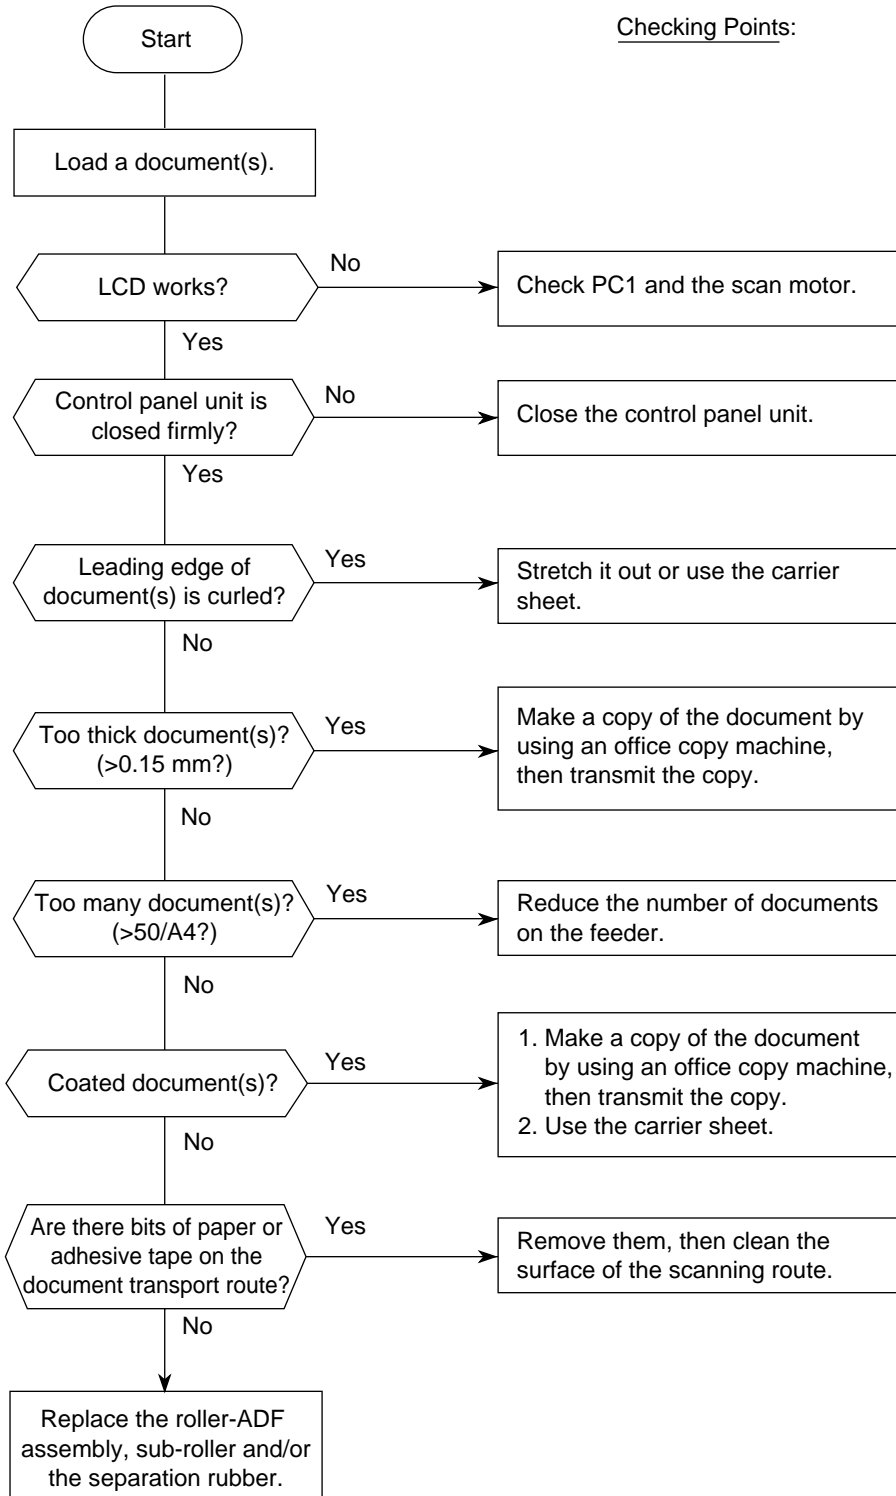 Start
Checking Points:
Load a document(s).
LCD works?
No
Check PC1 and the scan motor.
Yes
Control panel unit is
closed firmly?
No
Close the control panel unit.
Yes
Leading edge of
document(s) is curled?
Yes
Stretch it out or use the carrier
sheet.
No
Too thick document(s)?
(>0.15 mm?)
Yes
Make a copy of the document by
using an office copy machine,
then transmit the copy.
No
Too many document(s)?
(>50/A4?)
Yes
Reduce the number of documents
on the feeder.
No
Coated document(s)?
Yes
1. Make a copy of the document
by using an office copy machine,
then transmit the copy.
2. Use the carrier sheet.
No
Are there bits of paper or
adhesive tape on the
document transport route?
Yes
Remove them, then clean the
surface of the scanning route.
No
Replace the roller-ADF
assembly, sub-roller and/or
the separation rubber.